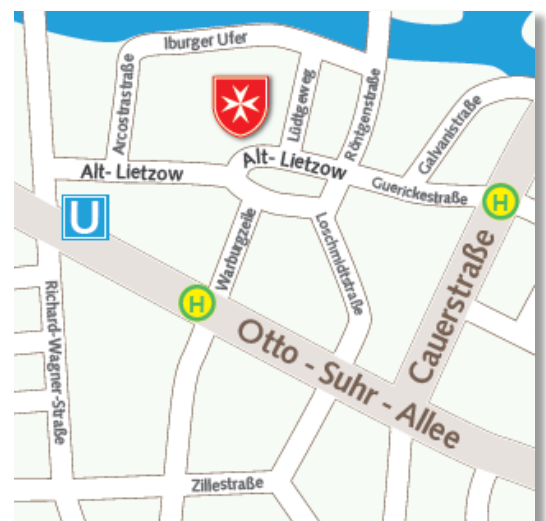 Iburger Ufer
Arcostrastraße
Lüdtgeweg
Röntgenstraße
Galvanistraße
Alt- Lietzow
Alt- Lietzow
Guerickestraße
H
U
Warburgzeile
Loschmidtstraße
Cauerstraße
H
Richard-Wagner-Straße
Otto - Suhr - Allee
Zillestraße